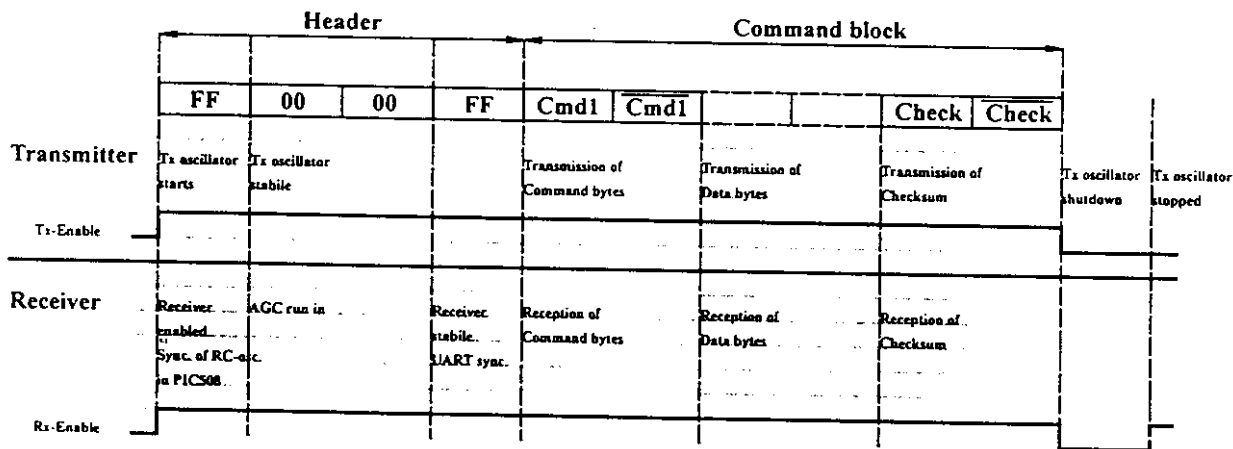 Header
Command block
FF 00 00 FF Cmd1 Cmd1 Check Check
Transmitter
Tx oscillator
starts
Tx oscillator
stabile
Transmission of
Command bytes
Transmission of
Data bytes
Transmission of
Checksum
Tx oscillator
shutdown
Tx oscillator
stopped
Tx-Enable
Receiver
Receiver
enabled
Sync. of RC-osc.
in PIC508
AGC run in
Receiver
stabile.
UART sync.
Reception of
Command bytes
Reception of
Data bytes
Reception of
Checksum
Rx-Enable